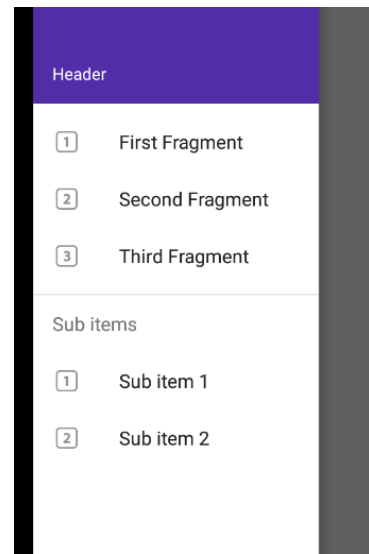 Header
1 First Fragment
2 Second Fragment
3 Third Fragment
Sub items
1 Sub item 1
2 Sub item 2